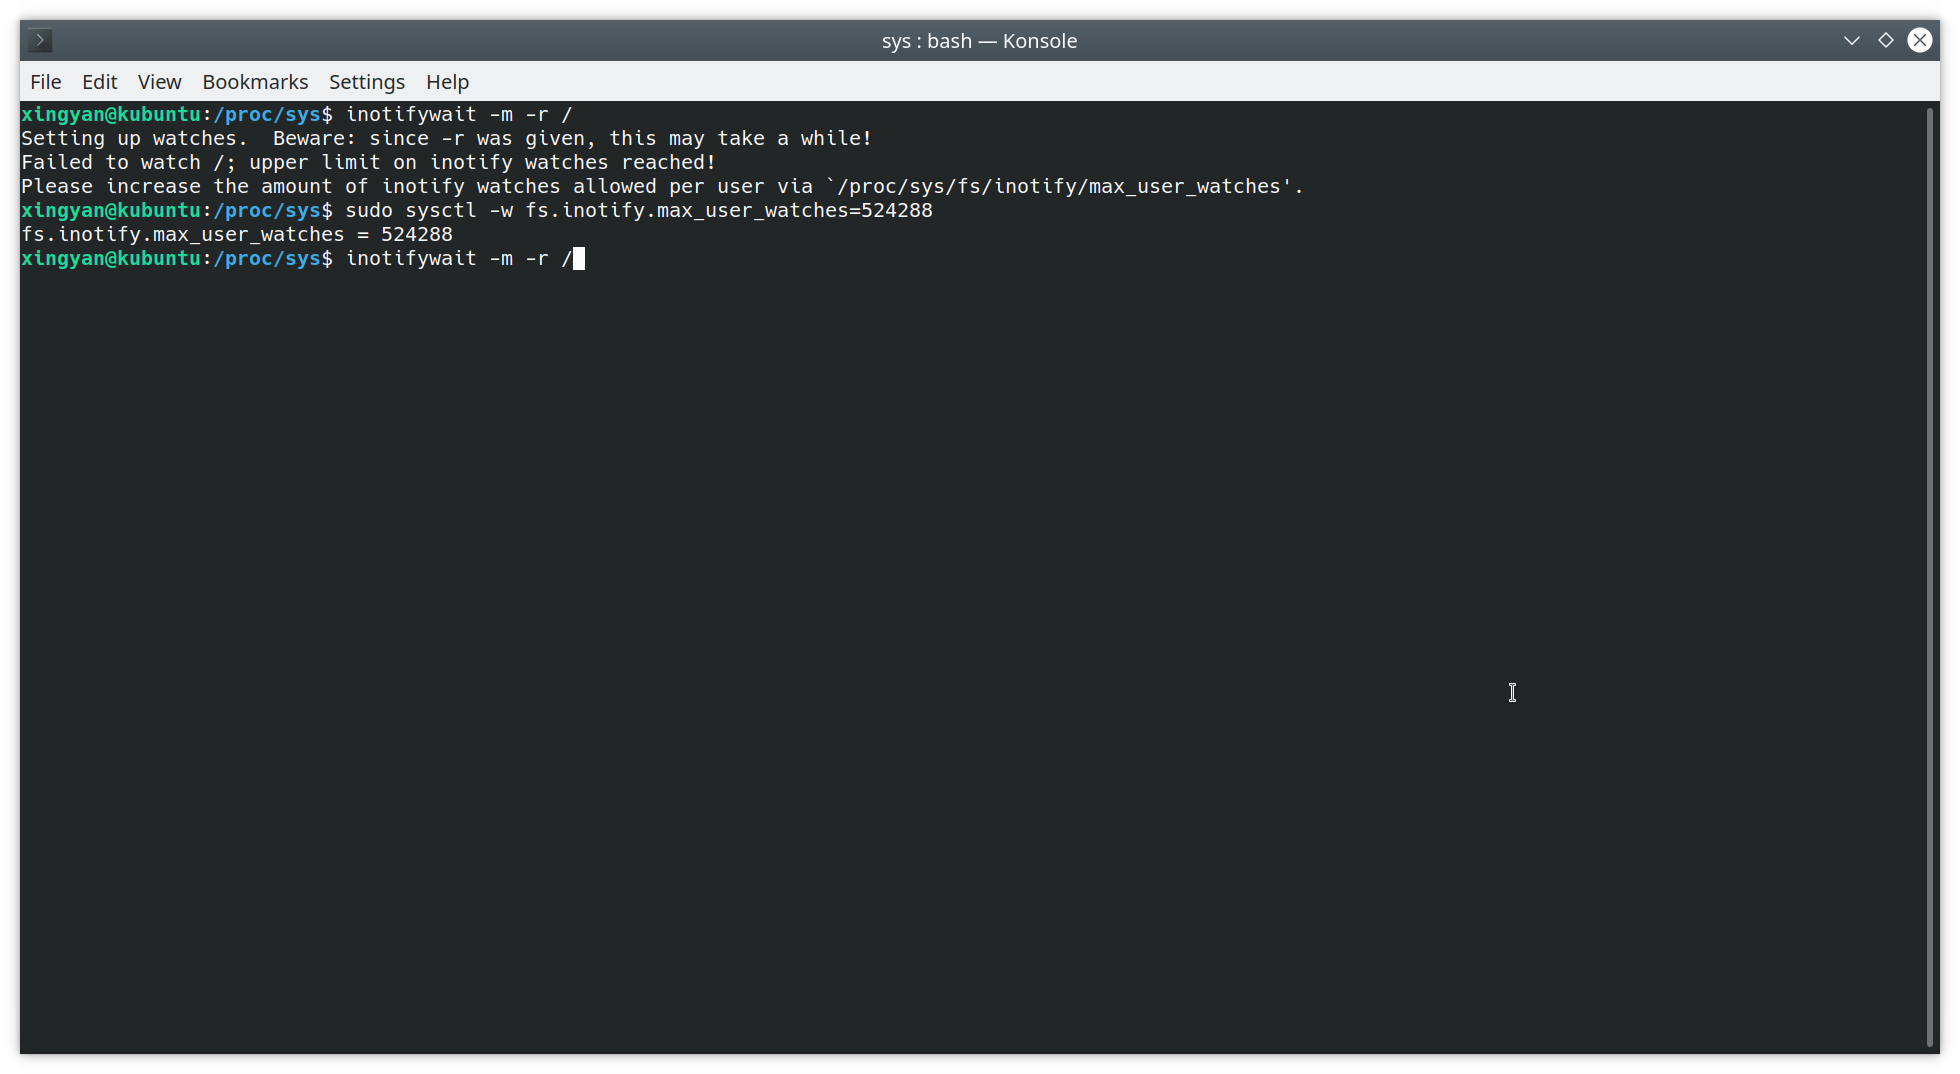 sys : bash — Konsole
File Edit View Bookmarks Settings Help
xingyan@kubuntu:/proc/sys$ inotifywait -m -r /
Setting up watches.  Beware: since -r was given, this may take a while!
Failed to watch /; upper limit on inotify watches reached!
Please increase the amount of inotify watches allowed per user via `/proc/sys/fs/inotify/max_user_watches'.
xingyan@kubuntu:/proc/sys$ sudo sysctl -w fs.inotify.max_user_watches=524288
fs.inotify.max_user_watches = 524288
xingyan@kubuntu:/proc/sys$ inotifywait -m -r /